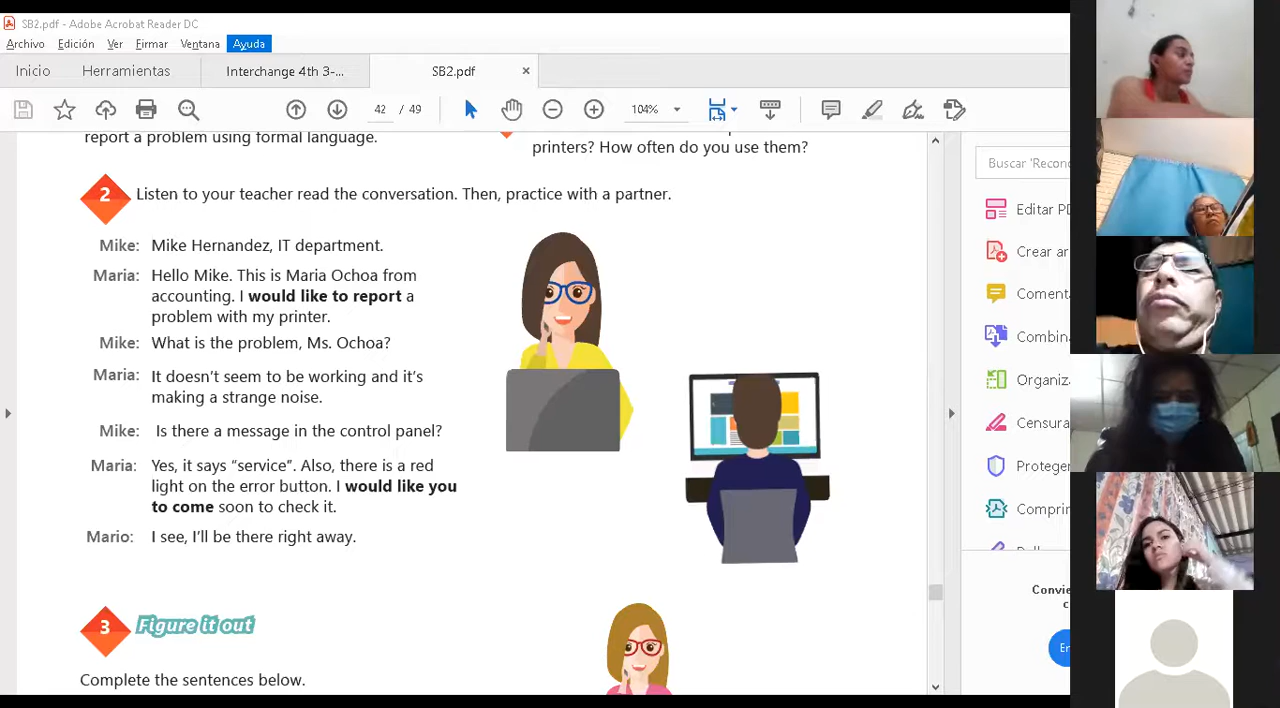 SB2.pdf - Adobe Acrobat Reader DC
Archivo Edición Ver Firmar Ventana Ayuda
Inicio Herramientas Interchange 4th 3-... SB2.pdf ×
42 / 49 104%
report a problem using formal language.
printers? How often do you use them?
2 Listen to your teacher read the conversation. Then, practice with a partner.
Mike: Mike Hernandez, IT department.
Maria: Hello Mike. This is Maria Ochoa from
accounting. I would like to report a
problem with my printer.
Mike: What is the problem, Ms. Ochoa?
Maria: It doesn’t seem to be working and it’s
making a strange noise.
Mike: Is there a message in the control panel?
Maria: Yes, it says “service”. Also, there is a red
light on the error button. I would like you
to come soon to check it.
Mario: I see, I’ll be there right away.
3 Figure it out
Complete the sentences below.
Buscar 'Recon
Editar PD
Crear ar
Coment
Combin
Organiz
Censura
Proteger
Compri
Convie